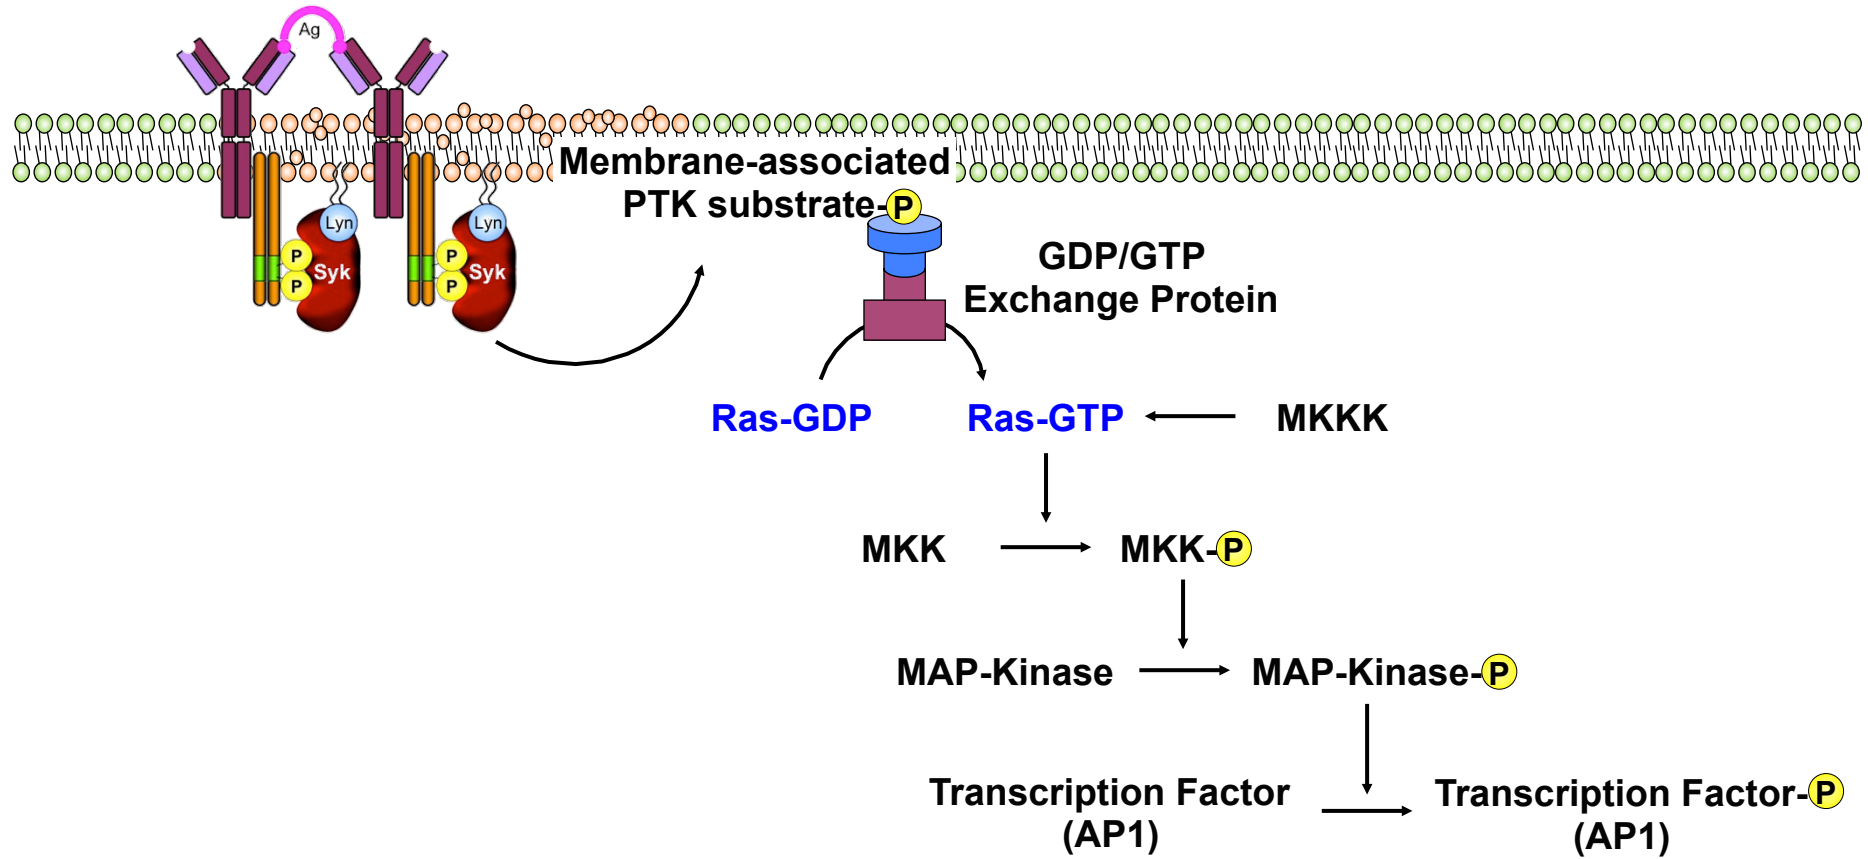 Ag
Membrane-associated
PTK substrate-P
Lyn
Lyn
P
P
Syk
P
P
Syk
GDP/GTP
Exchange Protein
Ras-GDP
Ras-GTP
MKKK
MKK
MKK-P
MAP-Kinase
MAP-Kinase-P
Transcription Factor
(AP1)
Transcription Factor-P
(AP1)